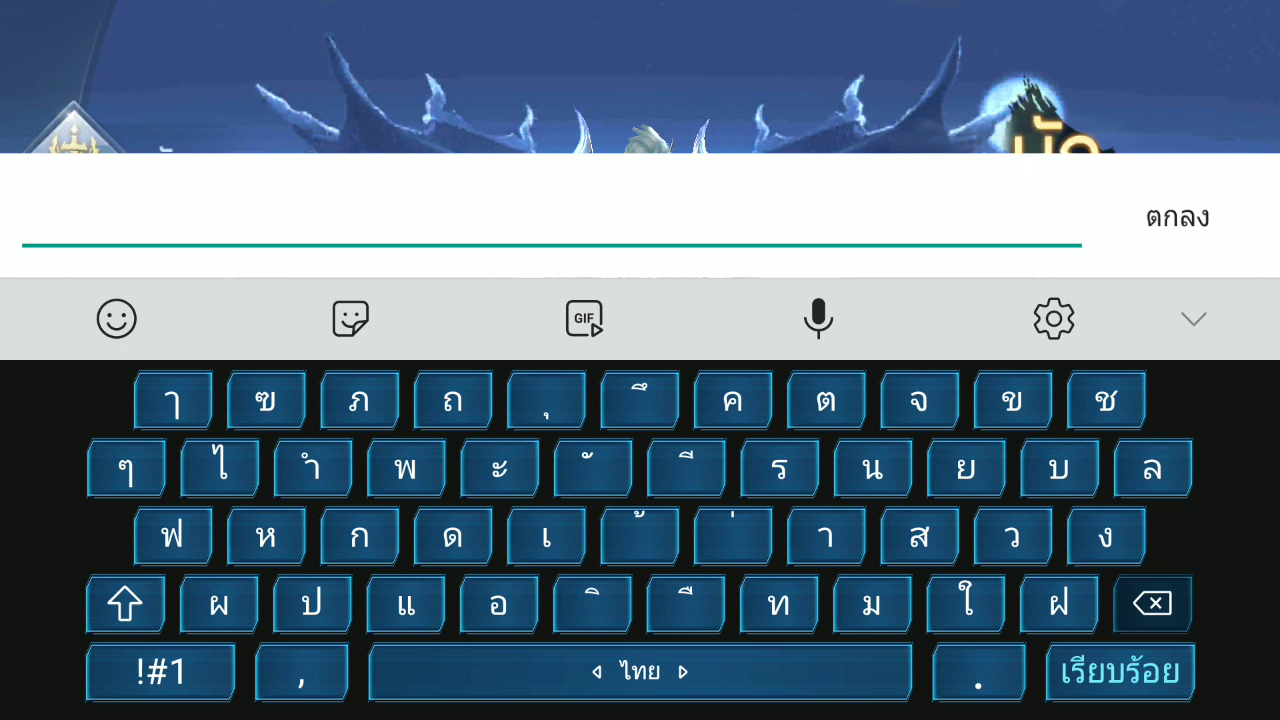 ตกลง
GIF
ๅ ฃ ภ ถ ุ ึ ค ต จ ข ช
ๆ ไ ำ พ ะ ั ี ร น ย บ ล
ฟ ห ก ด เ ้ ่ า ส ว ง
ผ ป แ อ ิ ื ท ม ใ ฝ
!#1 , ไทย . เรียบร้อย